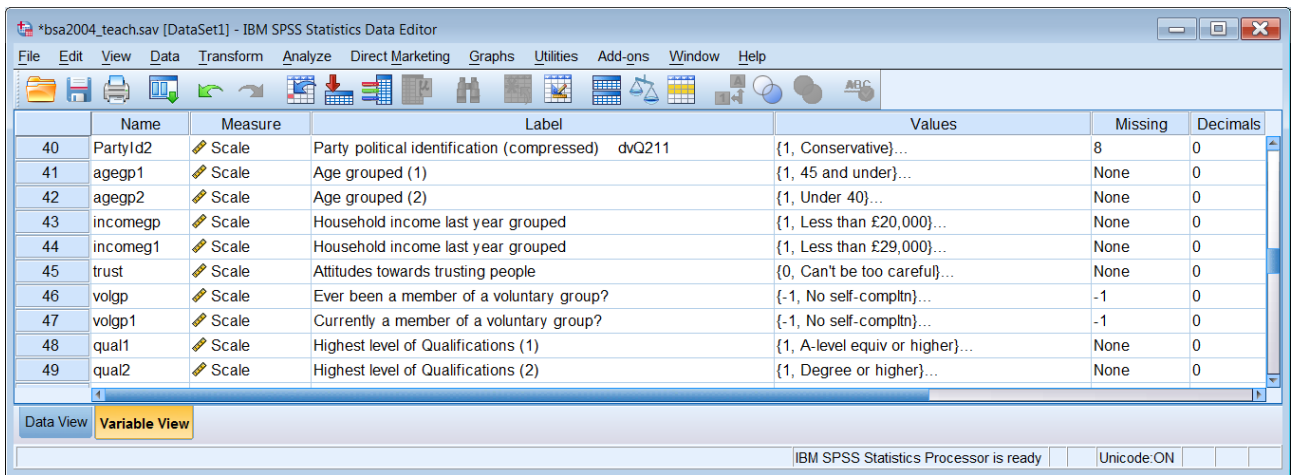 *bsa2004_teach.sav [DataSet1] - IBM SPSS Statistics Data Editor
File Edit View Data Transform Analyze Direct Marketing Graphs Utilities Add-ons Window Help
Name Measure Label Values Missing Decimals
40 PartyId2 Scale Party political identification (compressed) dvQ211 {1, Conservative}... 8 0
41 agegp1 Scale Age grouped (1) {1, 45 and under}... None 0
42 agegp2 Scale Age grouped (2) {1, Under 40}... None 0
43 incomegp Scale Household income last year grouped {1, Less than £20,000}... None 0
44 incomeg1 Scale Household income last year grouped {1, Less than £29,000}... None 0
45 trust Scale Attitudes towards trusting people {0, Can't be too careful}... None 0
46 volgp Scale Ever been a member of a voluntary group? {-1, No self-compltn}... -1 0
47 volgp1 Scale Currently a member of a voluntary group? {-1, No self-compltn}... -1 0
48 qual1 Scale Highest level of Qualifications (1) {1, A-level equiv or higher}... None 0
49 qual2 Scale Highest level of Qualifications (2) {1, Degree or higher}... None 0
Data View Variable View
IBM SPSS Statistics Processor is ready Unicode:ON